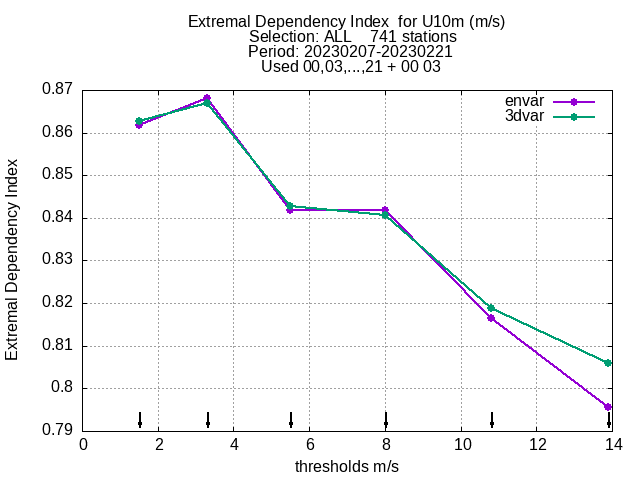 Extremal Dependency Index  for U10m (m/s)
Selection: ALL    741 stations
Period: 20230207-20230221
Used 00,03,...,21 + 00 03
envar
3dvar
0.87
0.86
0.85
0.84
0.83
0.82
0.81
0.8
0.79
Extremal Dependency Index
0 2 4 6 8 10 12 14
thresholds m/s